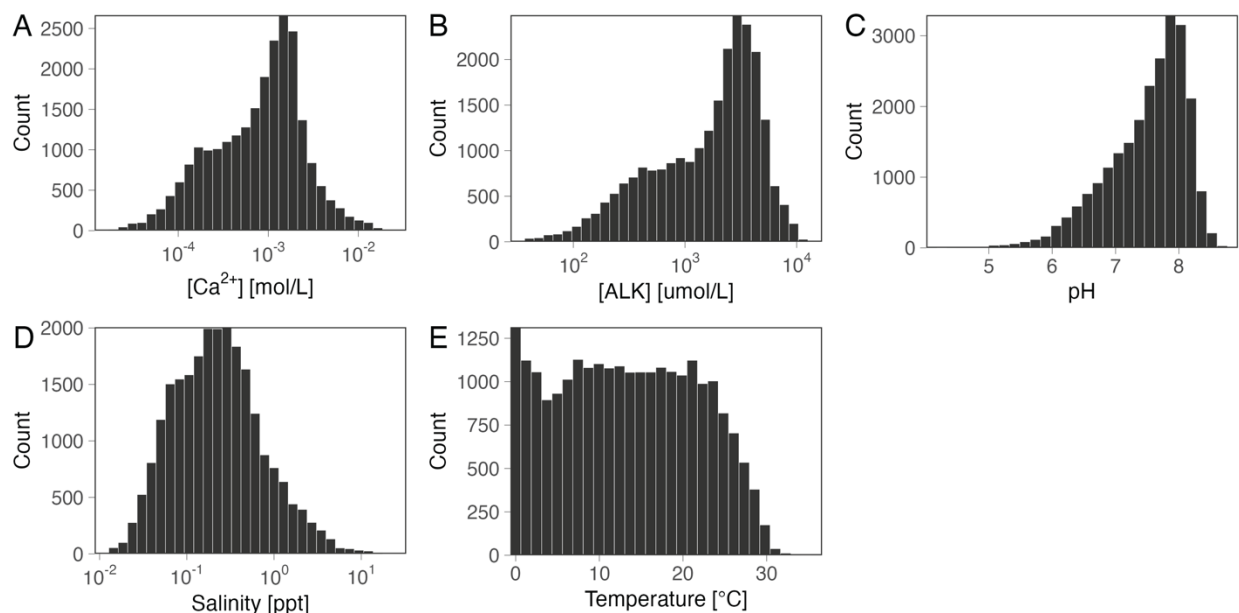 A
Count
2500
2000
1500
1000
500
0
10⁻⁴
10⁻³
10⁻²
[Ca²⁺] [mol/L]
B
Count
2000
1500
1000
500
0
10²
10³
10⁴
[ALK] [umol/L]
C
Count
3000
2000
1000
0
5
6
7
8
pH
D
Count
2000
1500
1000
500
0
10⁻²
10⁻¹
10⁰
10¹
Salinity [ppt]
E
Count
1250
1000
750
500
250
0
0
10
20
30
Temperature [°C]